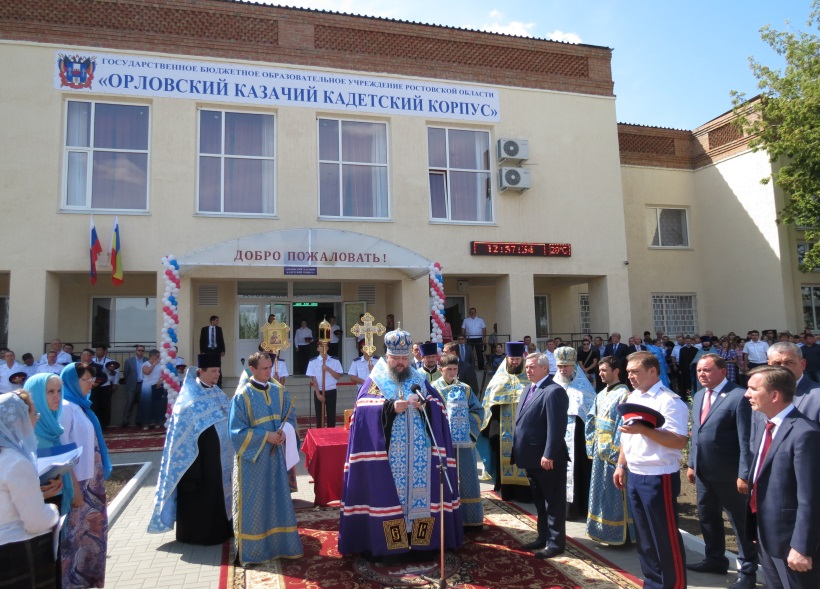 ГОСУДАРСТВЕННОЕ БЮДЖЕТНОЕ ОБРАЗОВАТЕЛЬНОЕ УЧРЕЖДЕНИЕ РОСТОВСКОЙ ОБЛАСТИ
«ОРЛОВСКИЙ КАЗАЧИЙ КАДЕТСКИЙ КОРПУС»
ДОБРО ПОЖАЛОВАТЬ!
12:57:34 28°C